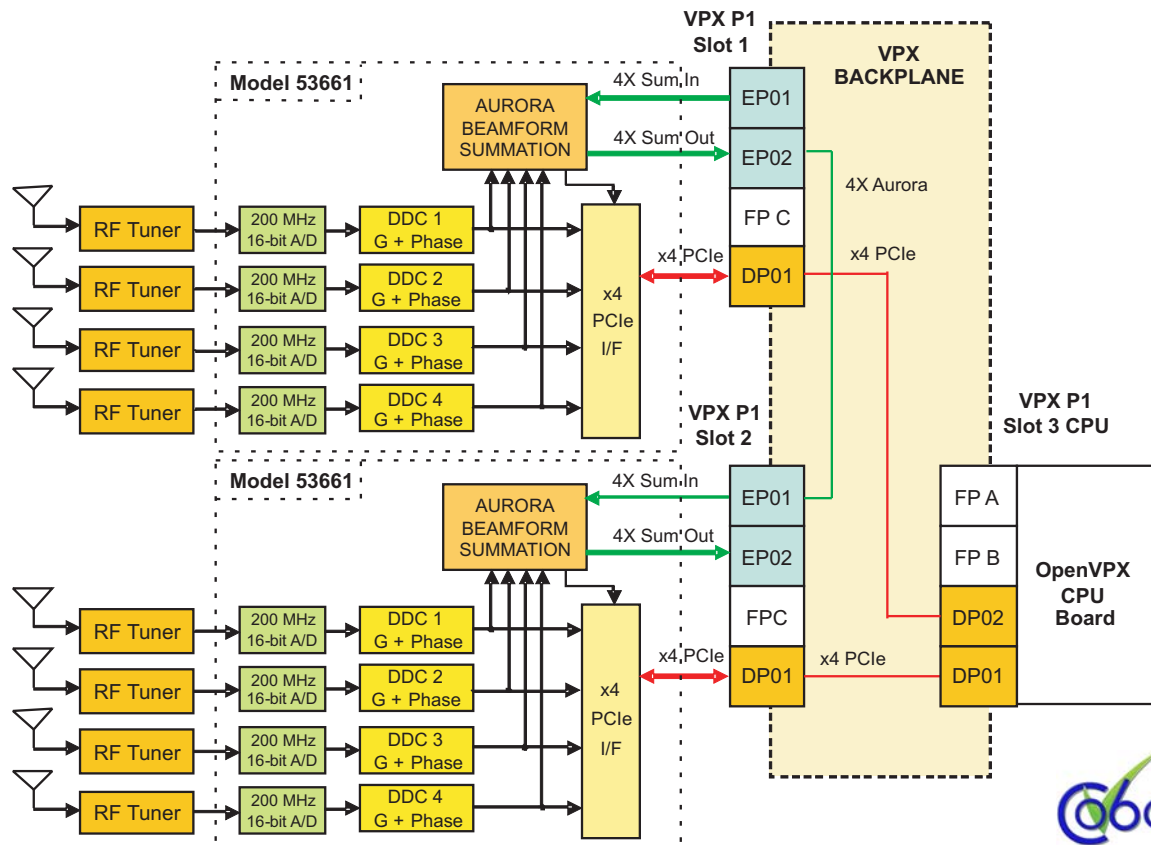 VPX P1
Slot 1
VPX
BACKPLANE
Model 53661
AURORA
BEAMFORM
SUMMATION
4X Sum In
4X Sum Out
EP01
EP02
FP C
DP01
4X Aurora
x4 PCIe
x4 PCIe
RF Tuner
200 MHz
16-bit A/D
DDC 1
G + Phase
RF Tuner
200 MHz
16-bit A/D
DDC 2
G + Phase
RF Tuner
200 MHz
16-bit A/D
DDC 3
G + Phase
RF Tuner
200 MHz
16-bit A/D
DDC 4
G + Phase
x4
PCIe
I/F
VPX P1
Slot 2
VPX P1
Slot 3 CPU
Model 53661
AURORA
BEAMFORM
SUMMATION
4X Sum In
4X Sum Out
EP01
EP02
FPC
DP01
x4 PCIe
x4 PCIe
FP A
FP B
DP02
DP01
OpenVPX
CPU
Board
RF Tuner
200 MHz
16-bit A/D
DDC 1
G + Phase
RF Tuner
200 MHz
16-bit A/D
DDC 2
G + Phase
RF Tuner
200 MHz
16-bit A/D
DDC 3
G + Phase
RF Tuner
200 MHz
16-bit A/D
DDC 4
G + Phase
x4
PCIe
I/F